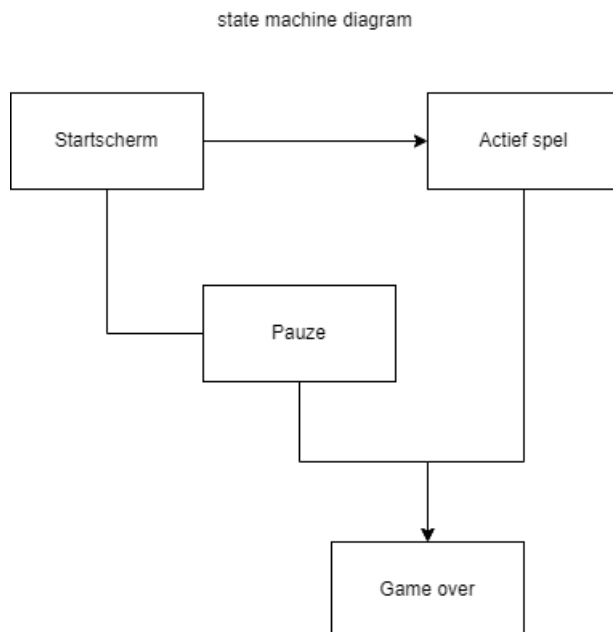 state machine diagram
Startscherm
Actief spel
Pauze
Game over